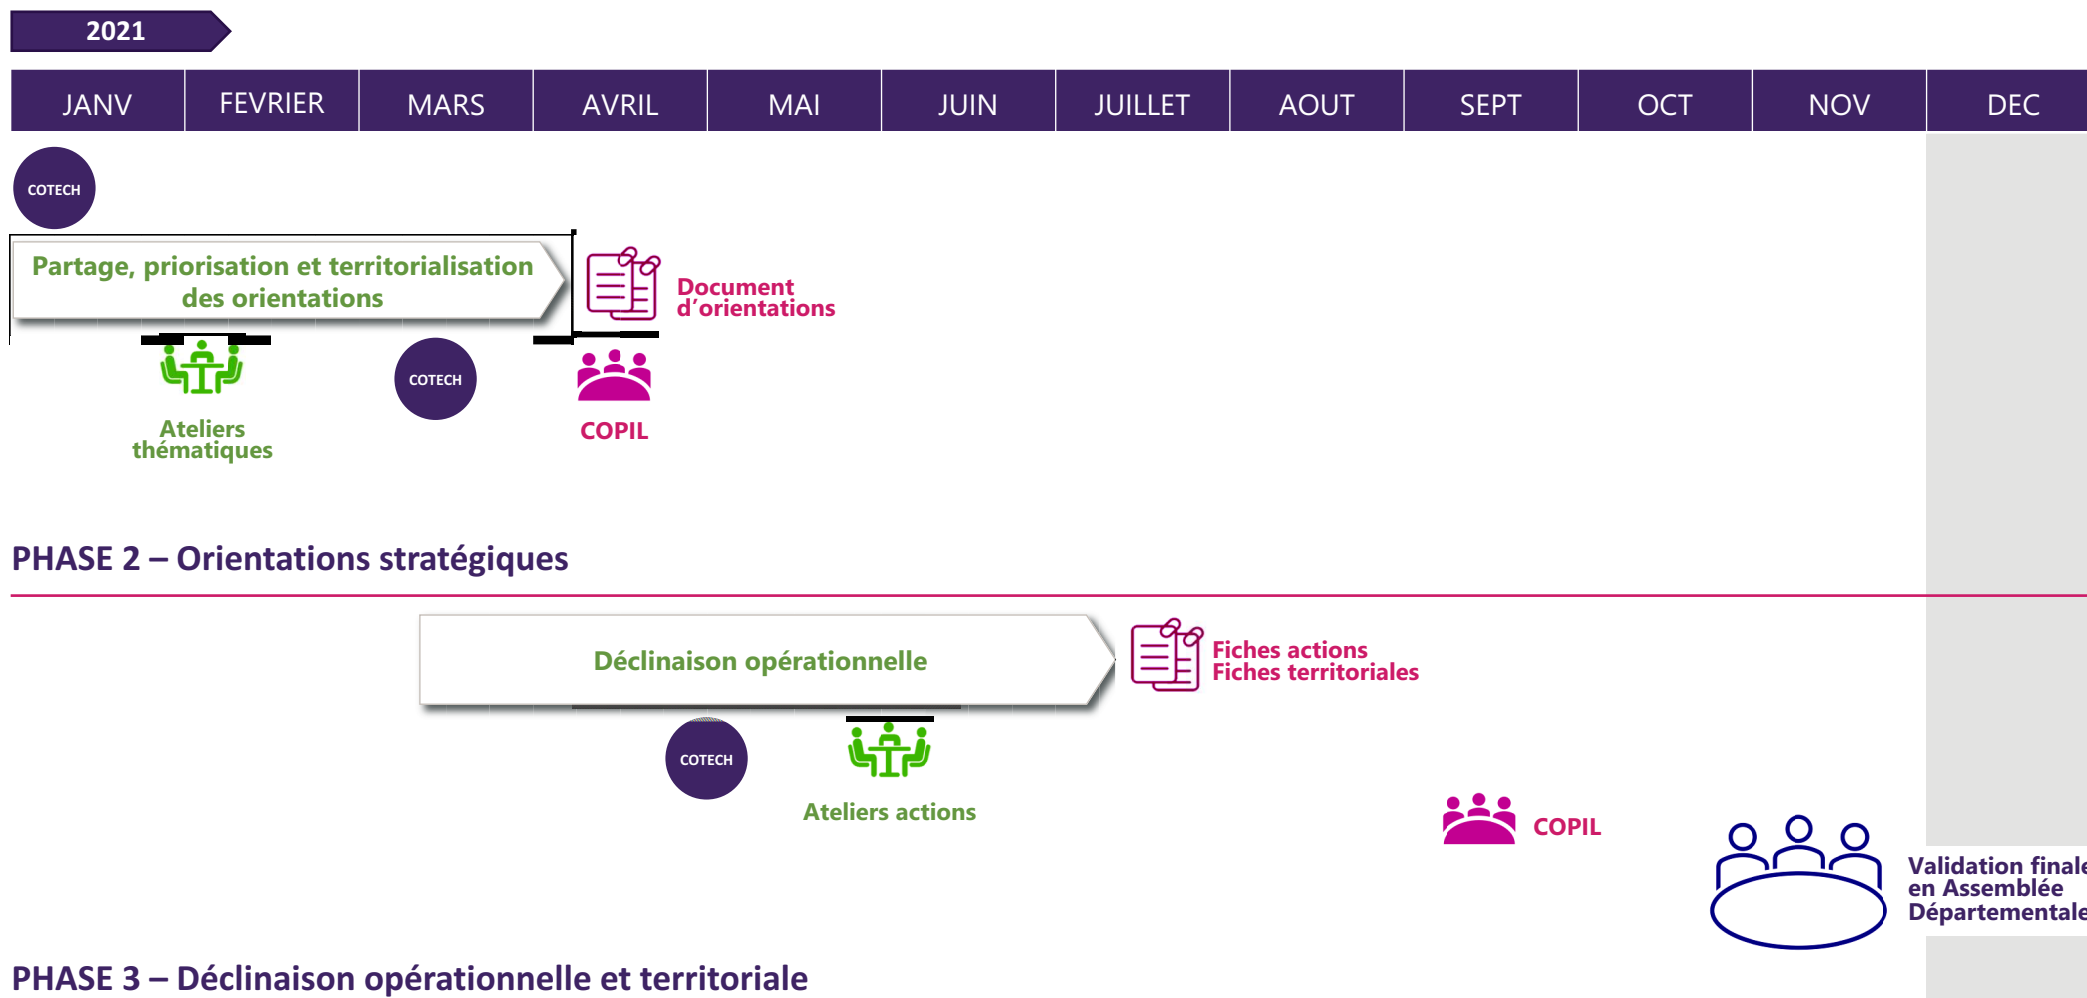 2021
JANV FEVRIER MARS AVRIL MAI JUIN JUILLET AOUT SEPT OCT NOV DEC
COTECH
Partage, priorisation et territorialisation
des orientations
Document
d’orientations
COTECH
Ateliers
thématiques
COPIL
PHASE 2 – Orientations stratégiques
Déclinaison opérationnelle
Fiches actions
Fiches territoriales
COTECH
Ateliers actions
COPIL
Validation finale
en Assemblée
Départementale
PHASE 3 – Déclinaison opérationnelle et territoriale